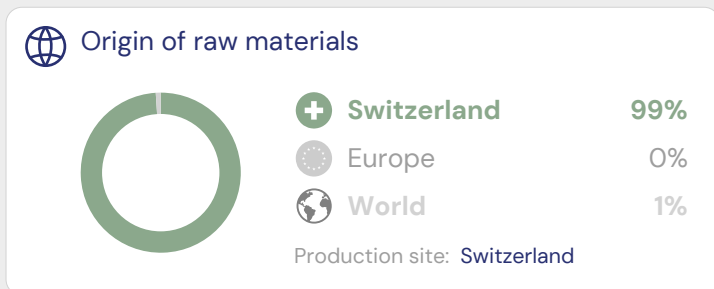 Origin of raw materials
Switzerland 99%
Europe 0%
World 1%
Production site: Switzerland